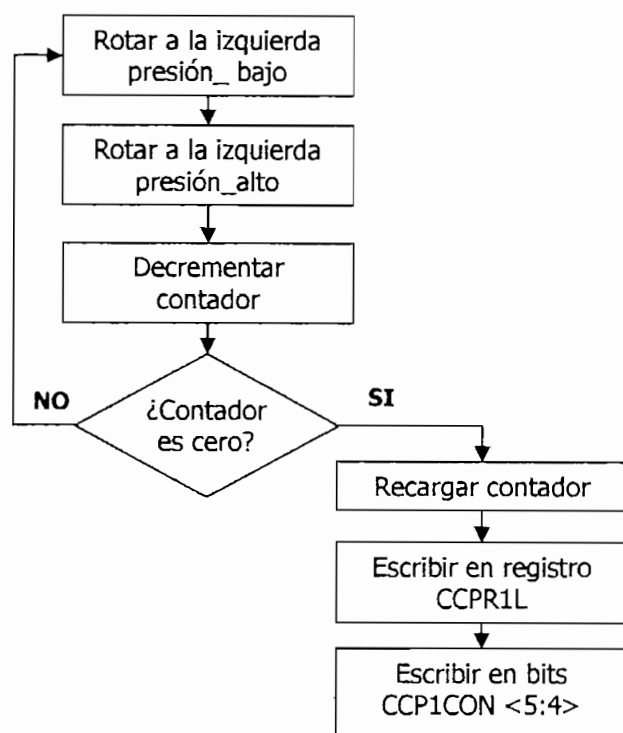 Rotar a la izquierda
presión_ bajo
Rotar a la izquierda
presión_alto
Decrementar
contador
¿Contador
es cero?
NO
SI
Recargar contador
Escribir en registro
CCPR1L
Escribir en bits
CCP1CON <5:4>